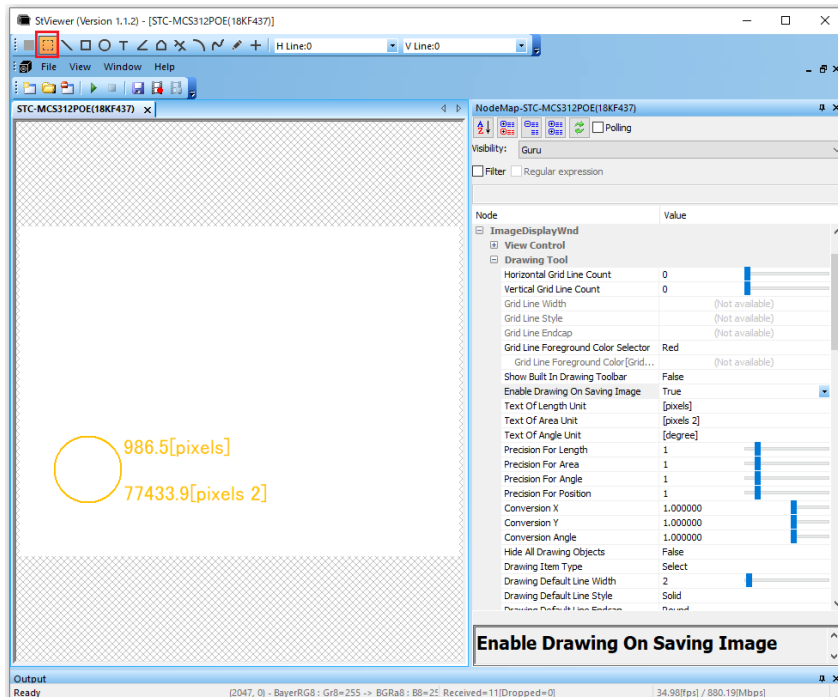 StViewer (Version 1.1.2) - [STC-MCS312POE(18KF437)]
T H Line:0 V Line:0
File View Window Help
STC-MCS312POE(18KF437) x
NodeMap-STC-MCS312POE(18KF437)
Polling
Visibility: Guru
Filter Regular expression
Node Value
ImageDisplayWnd
View Control
Drawing Tool
Horizontal Grid Line Count 0
Vertical Grid Line Count 0
Grid Line Width (Not available)
Grid Line Style (Not available)
Grid Line Endcap (Not available)
Grid Line Foreground Color Selector Red
Grid Line Foreground Color[Grid... (Not available)
Show Built In Drawing Toolbar False
Enable Drawing On Saving Image True
Text Of Length Unit [pixels]
Text Of Area Unit [pixels 2]
Text Of Angle Unit [degree]
Precision For Length 1
Precision For Area 1
Precision For Angle 1
Precision For Position 1
Conversion X 1.000000
Conversion Y 1.000000
Conversion Angle 1.000000
Hide All Drawing Objects False
Drawing Item Type Select
Drawing Default Line Width 2
Drawing Default Line Style Solid
Drawing Default Line Endcap Round
986.5[pixels]
77433.9[pixels 2]
Enable Drawing On Saving Image
Output
Ready (2047, 0) - BayerRG8 : Gr8=255 -> BGRa8 : B8=25 Received=11[Dropped=0] 34.98[fps] / 880.19[Mbps]